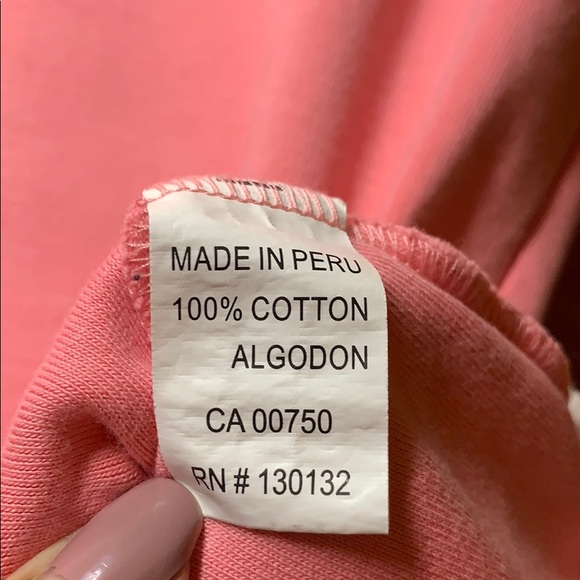 MADE IN PERU
100% COTTON
ALGODON
CA 00750
RN # 130132